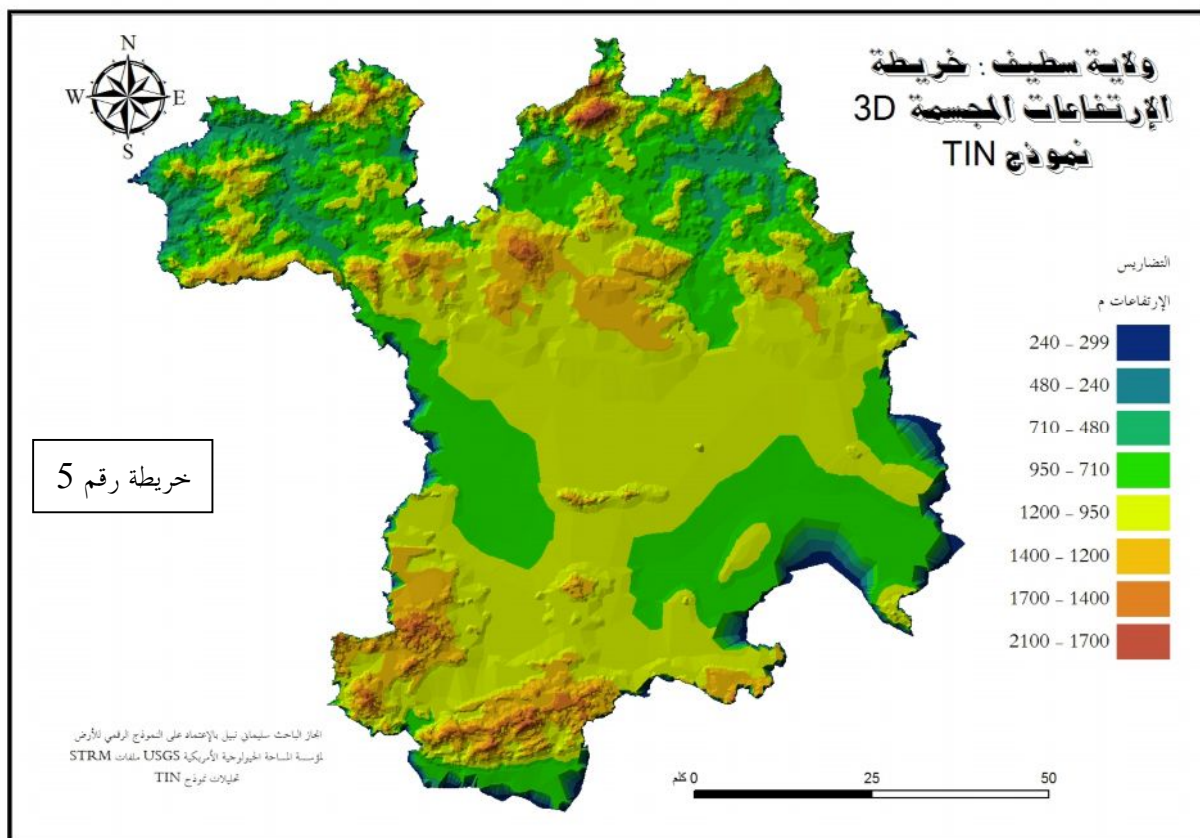 ولاية سطيف : خريطة
الإرتفاعات المجسمة 3D
نموذج TIN
N
W
E
S
التضاريس
الإرتفاعات م
240 – 299
480 – 240
710 – 480
950 – 710
1200 – 950
1400 – 1200
1700 – 1400
2100 – 1700
خريطة رقم 5
انجاز الباحث سليماني نبيل بالإعتماد على النموذج الرقمي للأرض
لمؤسسة المساحة الجيولوجية الأمريكية USGS ملفات STRM
تحليلات نموذج TIN
كلم 0 25 50